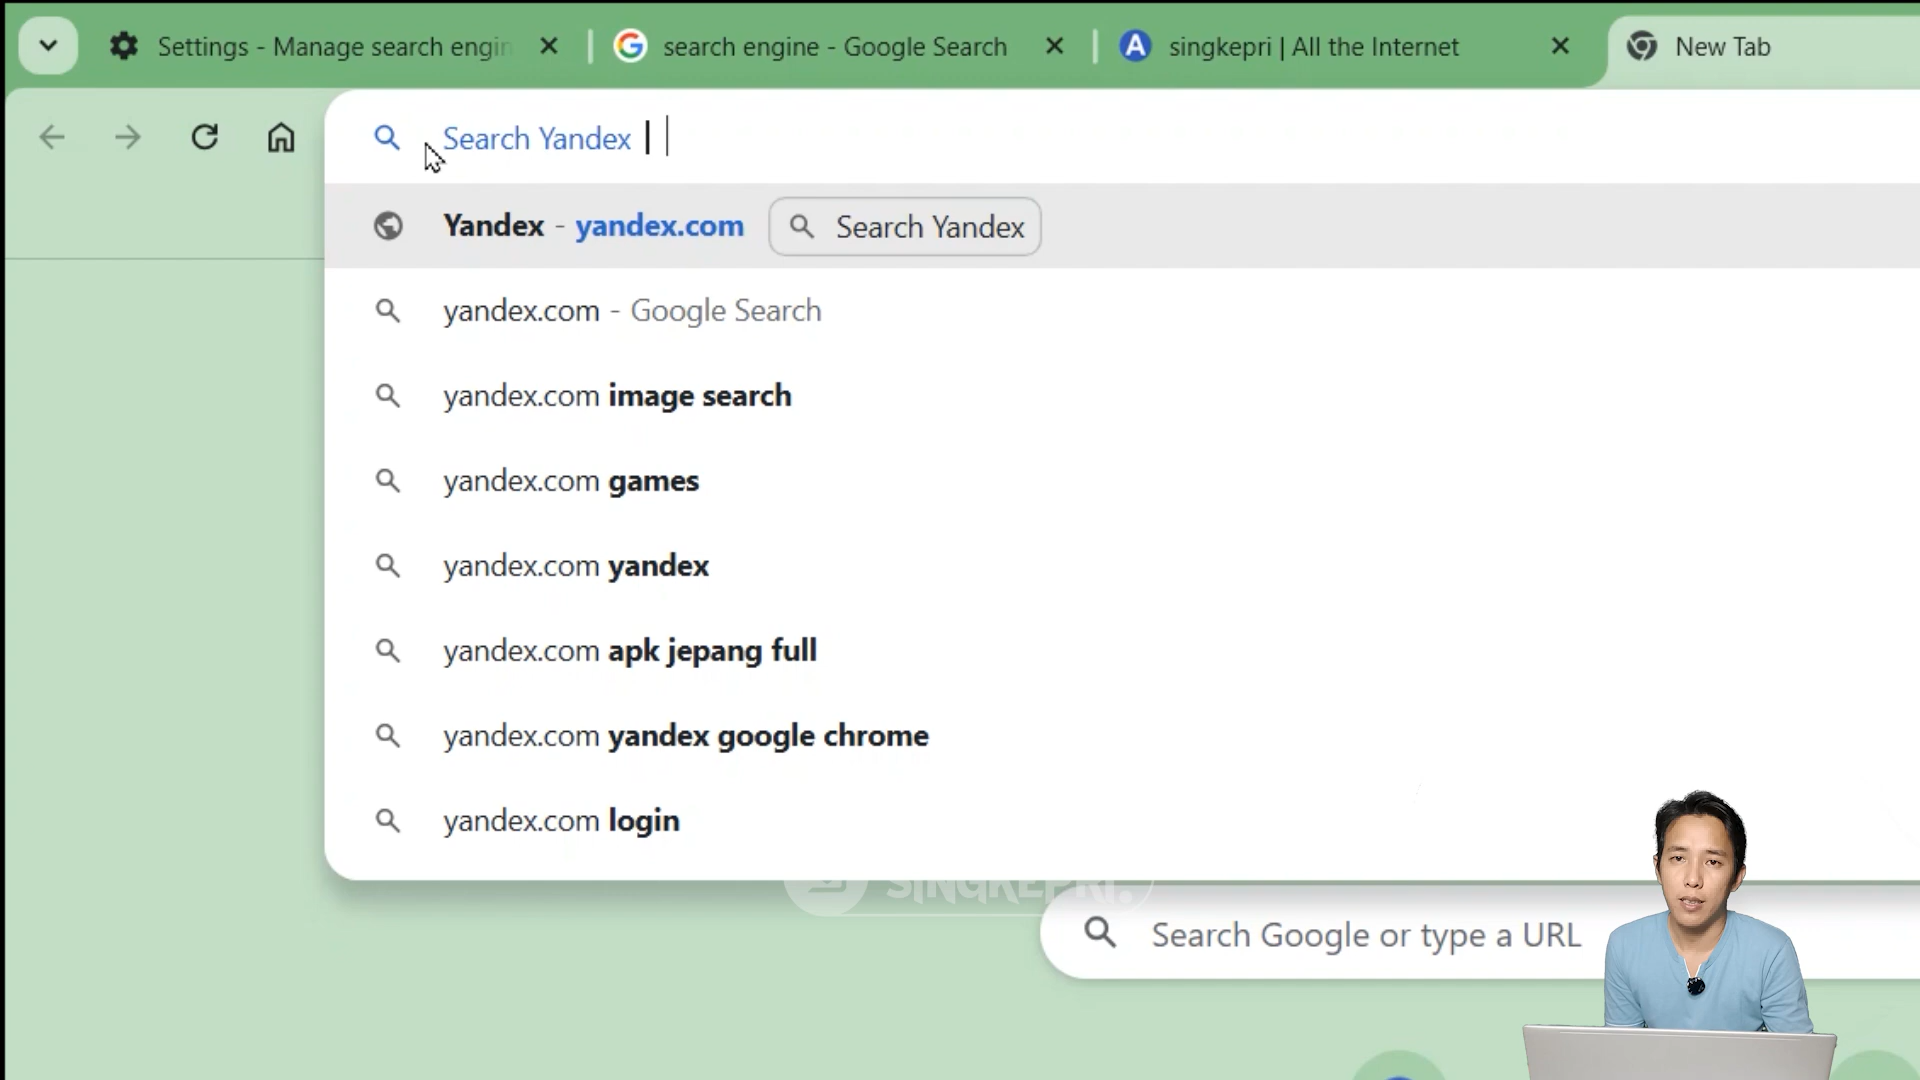 Settings - Manage search engin
search engine - Google Search
singkepri | All the Internet
New Tab
Search Yandex
Yandex - yandex.com Search Yandex
yandex.com - Google Search
yandex.com image search
yandex.com games
yandex.com yandex
yandex.com apk jepang full
yandex.com yandex google chrome
yandex.com login
SINGKEPRI.
Search Google or type a URL